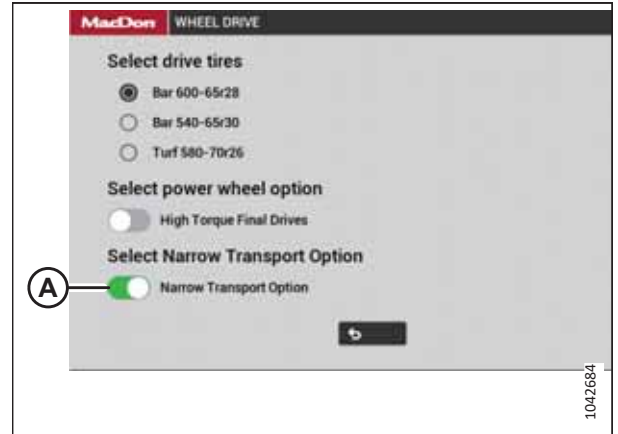 MacDon WHEEL DRIVE
Select drive tires
Bar 600-65r28
Bar 540-65r30
Turf 580-70r26
Select power wheel option
High Torque Final Drives
Select Narrow Transport Option
A
Narrow Transport Option
1042684